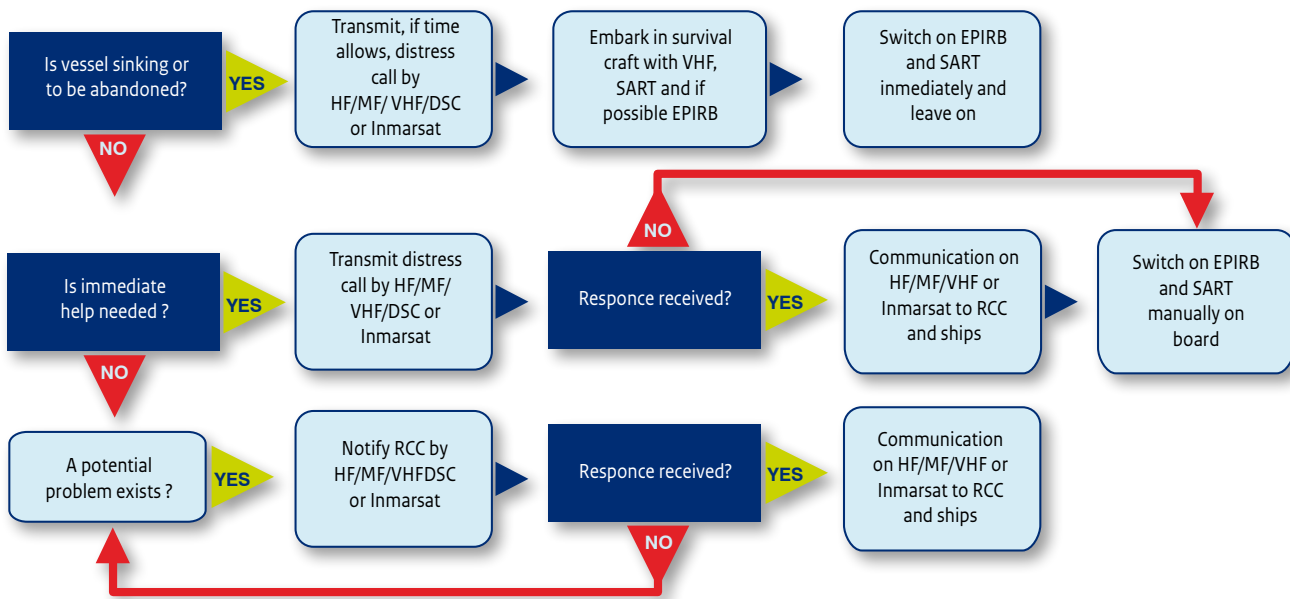 Is vessel sinking or
to be abandoned?
YES
Transmit, if time
allows, distress
call by
HF/MF/ VHF/DSC
or Inmarsat
Embark in survival
craft with VHF,
SART and if
possible EPIRB
Switch on EPIRB
and SART
inmediately and
leave on
NO
Is immediate
help needed ?
YES
Transmit distress
call by HF/MF/
VHF/DSC or
Inmarsat
Responce received?
NO
YES
Communication on
HF/MF/VHF or
Inmarsat to RCC
and ships
Switch on EPIRB
and SART
manually on
board
NO
A potential
problem exists ?
YES
Notify RCC by
HF/MF/VHFDSC
or Inmarsat
Responce received?
YES
Communication
on HF/MF/VHF or
Inmarsat to RCC
and ships
NO